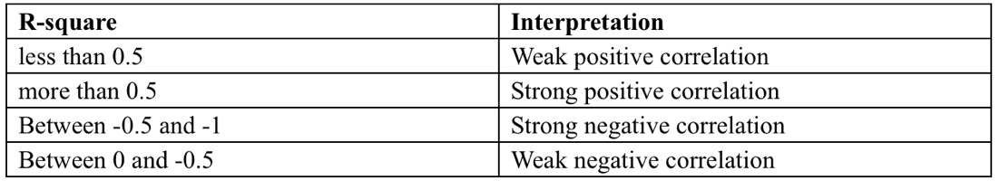 R-square Interpretation
less than 0.5 Weak positive correlation
more than 0.5 Strong positive correlation
Between -0.5 and -1 Strong negative correlation
Between 0 and -0.5 Weak negative correlation